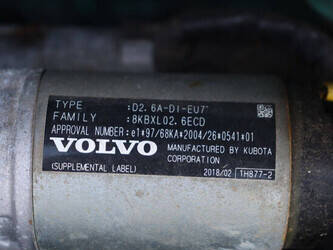 TYPE : D2.6A-DI-EU7
FAMILY : 8KBXL02.6ECD
APPROVAL NUMBER : e1*97/68KA*2004/26*0541*01
VOLVO MANUFACTURED BY KUBOTA
CORPORATION
(SUPPLEMENTAL LABEL) 2018/02 1H877-2